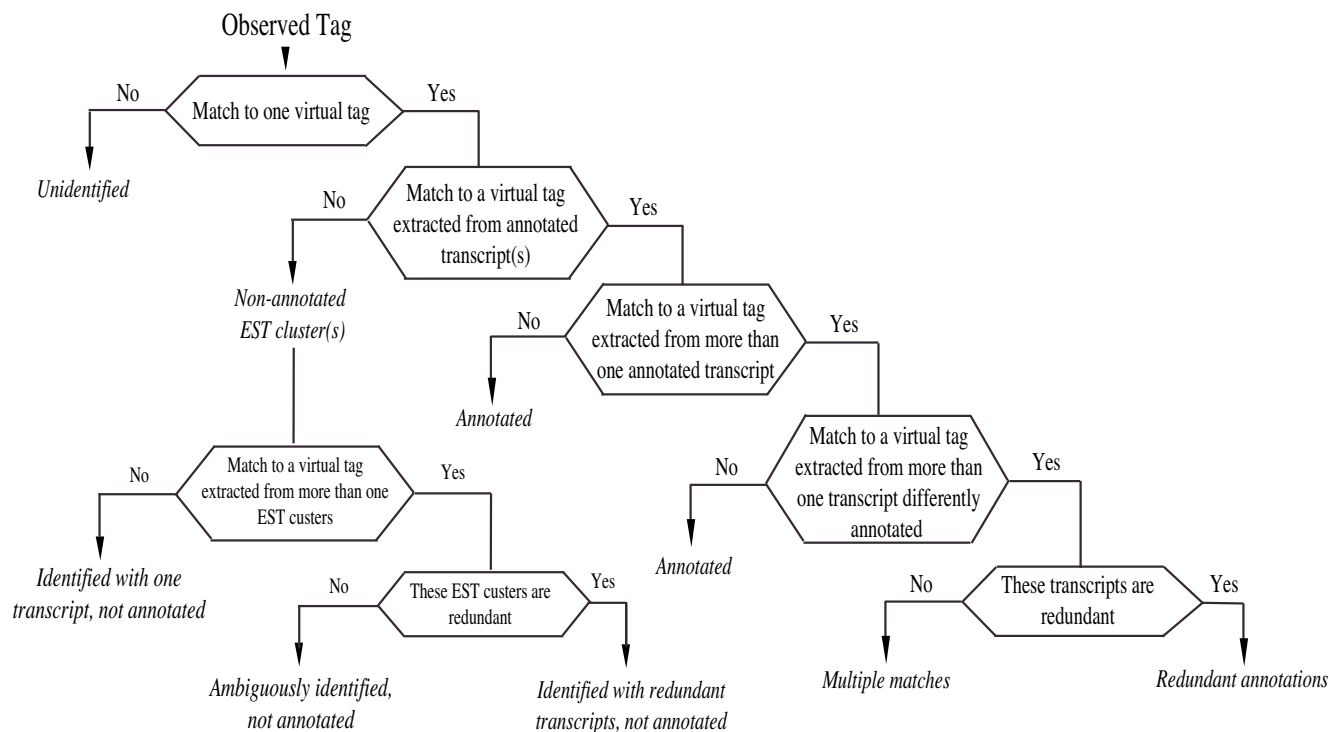 Observed Tag
No
Match to one virtual tag
Yes
Unidentified
No
Match to a virtual tag
extracted from annotated
transcript(s)
Yes
Non-annotated
EST cluster(s)
No
Match to a virtual tag
extracted from more than
one annotated transcript
Yes
Annotated
No
Match to a virtual tag
extracted from more than
one transcript differently
annotated
Yes
No
Match to a virtual tag
extracted from more than one
EST custers
Yes
Annotated
Identified with one
transcript, not annotated
No
These EST custers are
redundant
Yes
No
These transcripts are
redundant
Yes
Ambiguously identified,
not annotated
Identified with redundant
transcripts, not annotated
Multiple matches
Redundant annotations